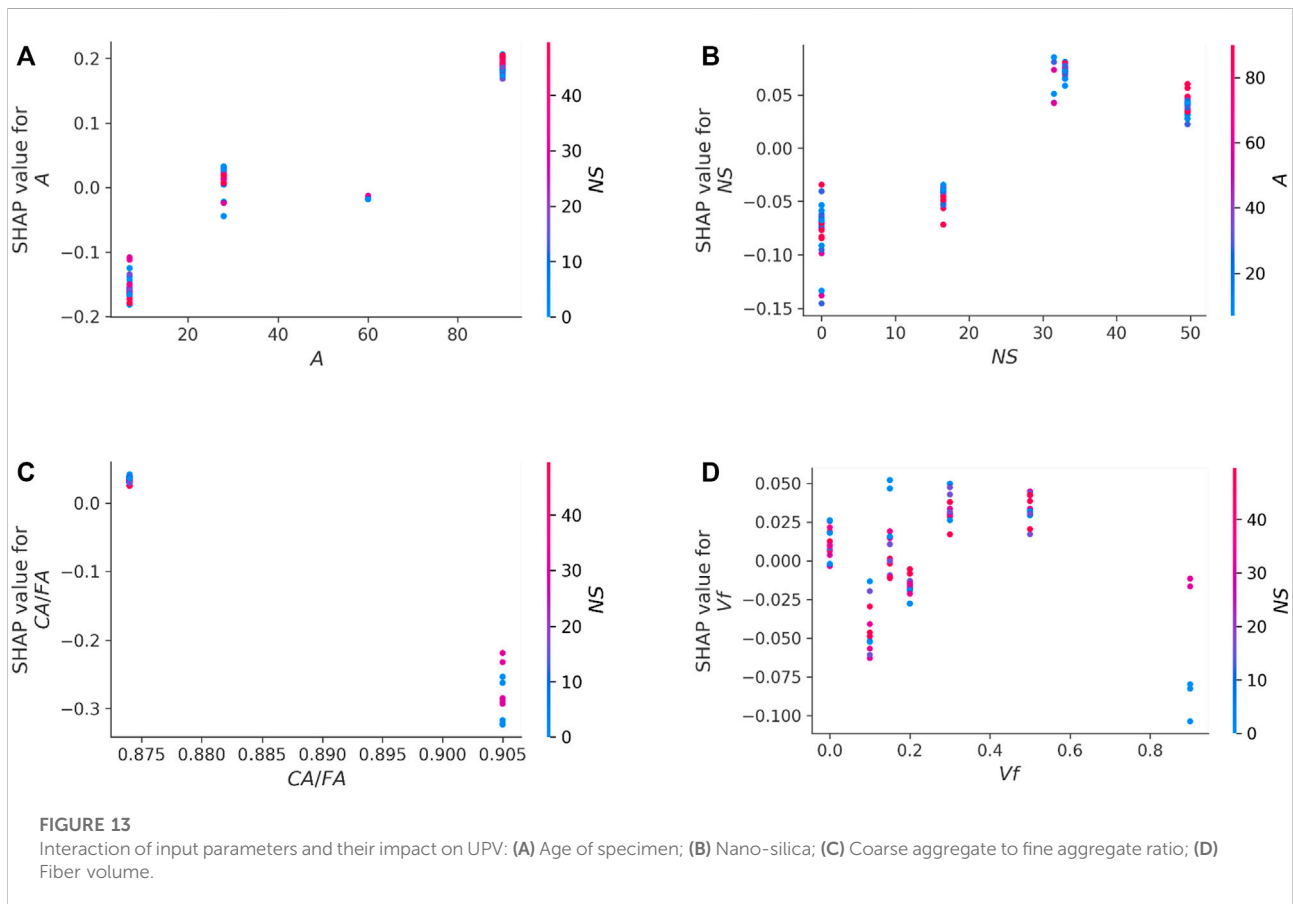 A
SHAP value for
A
0.2
0.1
0.0
−0.1
−0.2
20
40
60
80
A
40
30
20
10
0
NS
B
SHAP value for
NS
0.05
0.00
−0.05
−0.10
−0.15
0
10
20
30
40
50
NS
80
60
40
20
A
C
SHAP value for
CA/FA
0.0
−0.1
−0.2
−0.3
0.875
0.880
0.885
0.890
0.895
0.900
0.905
CA/FA
40
30
20
10
0
NS
D
SHAP value for
Vf
0.050
0.025
0.000
−0.025
−0.050
−0.075
−0.100
0.0
0.2
0.4
0.6
0.8
Vf
40
30
20
10
0
NS
FIGURE 13
Interaction of input parameters and their impact on UPV: (A) Age of specimen; (B) Nano-silica; (C) Coarse aggregate to fine aggregate ratio; (D)
Fiber volume.